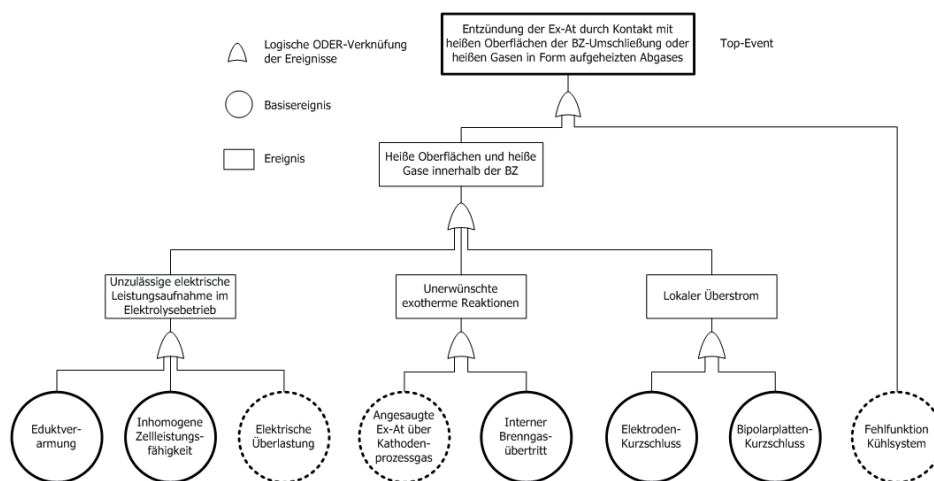 Entzündung der Ex-At durch Kontakt mit
heißen Oberflächen der BZ-Umschließung oder
heißen Gasen in Form aufgeheizten Abgases
Top-Event
Logische ODER-Verknüfung
der Ereignisse
Basisereignis
Ereignis
Heiße Oberflächen und heiße
Gase innerhalb der BZ
Unzulässige elektrische
Leistungsaufnahme im
Elektrolysebetrieb
Unerwünschte
exotherme Reaktionen
Lokaler Überstrom
Eduktver-
armung
Inhomogene
Zellleistungs-
fähigkeit
Elektrische
Überlastung
Angesaugte
Ex-At über
Kathoden-
prozessgas
Interner
Brenngas-
übertritt
Elektroden-
Kurzschluss
Bipolarplatten-
Kurzschluss
Fehlfunktion
Kühlsystem